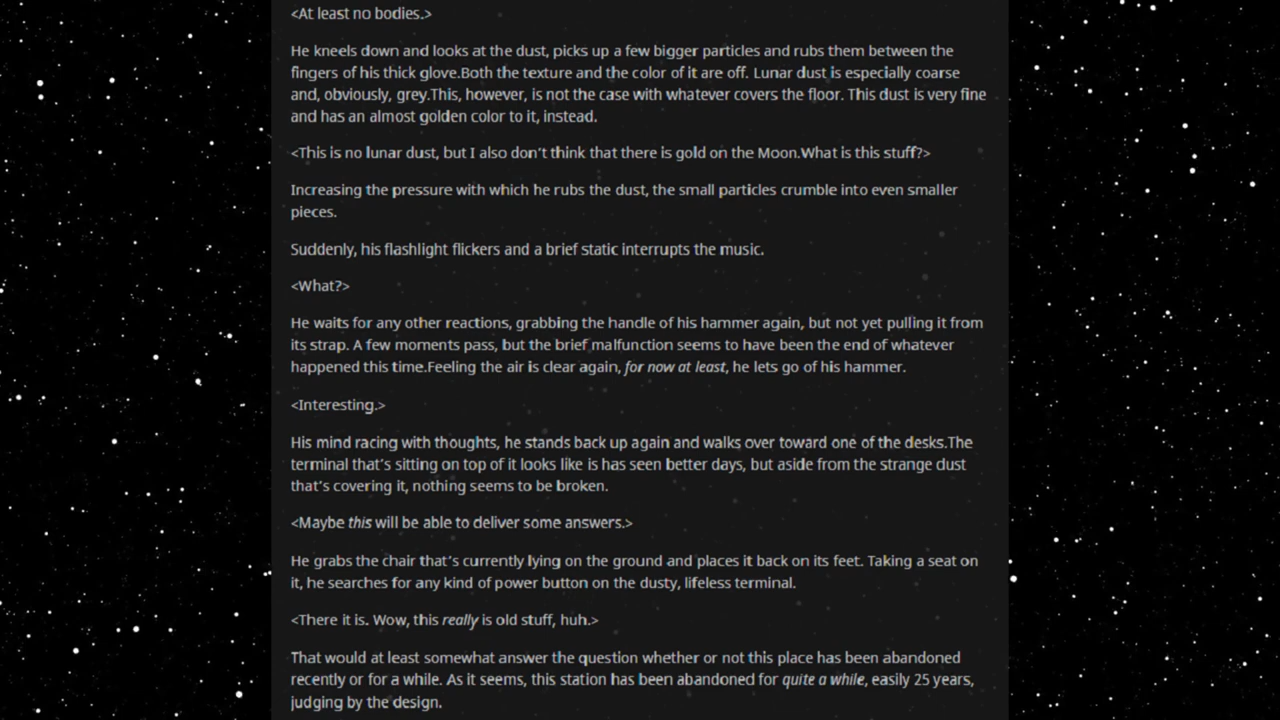 <At least no bodies.>
He kneels down and looks at the dust, picks up a few bigger particles and rubs them between the
fingers of his thick glove.Both the texture and the color of it are off. Lunar dust is especially coarse
and, obviously, grey.This, however, is not the case with whatever covers the floor. This dust is very fine
and has an almost golden color to it, instead.
<This is no lunar dust, but I also don't think that there is gold on the Moon.What is this stuff?>
Increasing the pressure with which he rubs the dust, the small particles crumble into even smaller
pieces.
Suddenly, his flashlight flickers and a brief static interrupts the music.
<What?>
He waits for any other reactions, grabbing the handle of his hammer again, but not yet pulling it from
its strap. A few moments pass, but the brief malfunction seems to have been the end of whatever
happened this time.Feeling the air is clear again, for now at least, he lets go of his hammer.
<Interesting.>
His mind racing with thoughts, he stands back up again and walks over toward one of the desks.The
terminal that's sitting on top of it looks like is has seen better days, but aside from the strange dust
that's covering it, nothing seems to be broken.
<Maybe this will be able to deliver some answers.>
He grabs the chair that's currently lying on the ground and places it back on its feet. Taking a seat on
it, he searches for any kind of power button on the dusty, lifeless terminal.
<There it is. Wow, this really is old stuff, huh.>
That would at least somewhat answer the question whether or not this place has been abandoned
recently or for a while. As it seems, this station has been abandoned for quite a while, easily 25 years,
judging by the design.